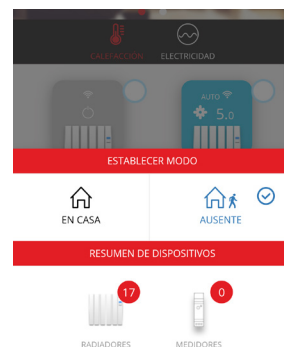 CALEFACCIÓN ELECTRICIDAD
AUTO
5.0
ESTABLECER MODO
EN CASA AUSENTE
RESUMEN DE DISPOSITIVOS
17 0
RADIADORES MEDIDORES